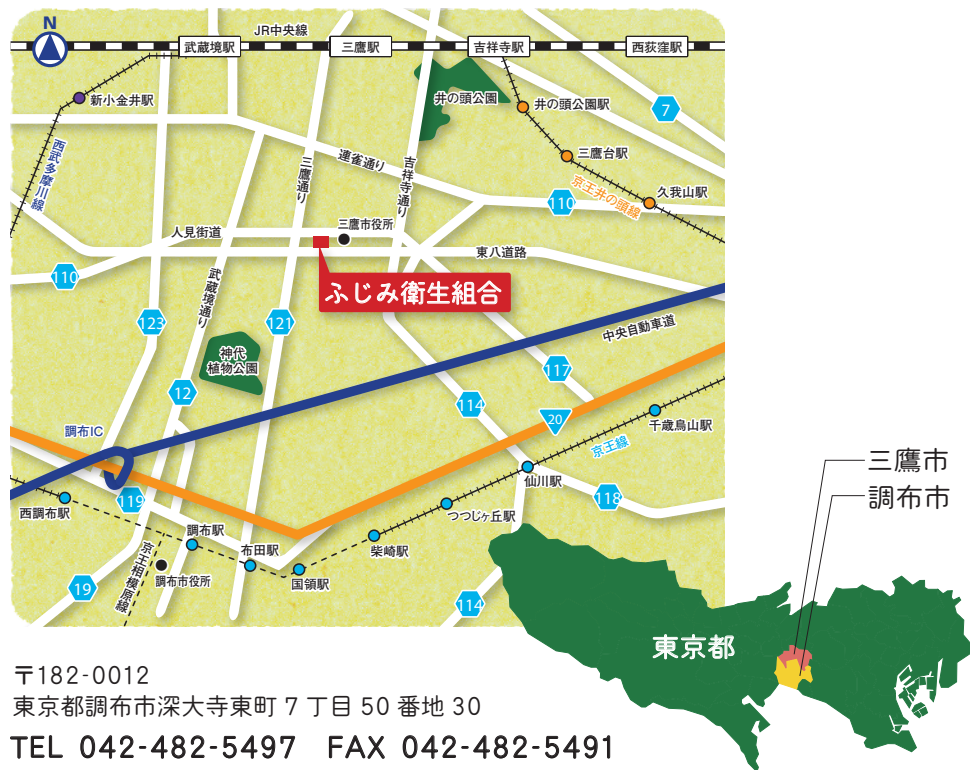 N
JR中央線
武蔵境駅
三鷹駅
吉祥寺駅
西荻窪駅
新小金井駅
井の頭公園
井の頭公園駅
7
三鷹台駅
久我山駅
京王井の頭線
西武多摩川線
連雀通り
三鷹通り
吉祥寺通り
110
人見街道
三鷹市役所
東八道路
110
ふじみ衛生組合
武蔵境通り
123
121
中央自動車道
神代
植物公園
12
117
114
20
調布IC
千歳烏山駅
京王線
仙川駅
119
118
西調布駅
つつじヶ丘駅
調布駅
布田駅
柴崎駅
国領駅
調布市役所
京王相模原線
19
114
三鷹市
調布市
東京都
〒182-0012
東京都調布市深大寺東町 7 丁目 50 番地 30
TEL 042-482-5497 FAX 042-482-5491